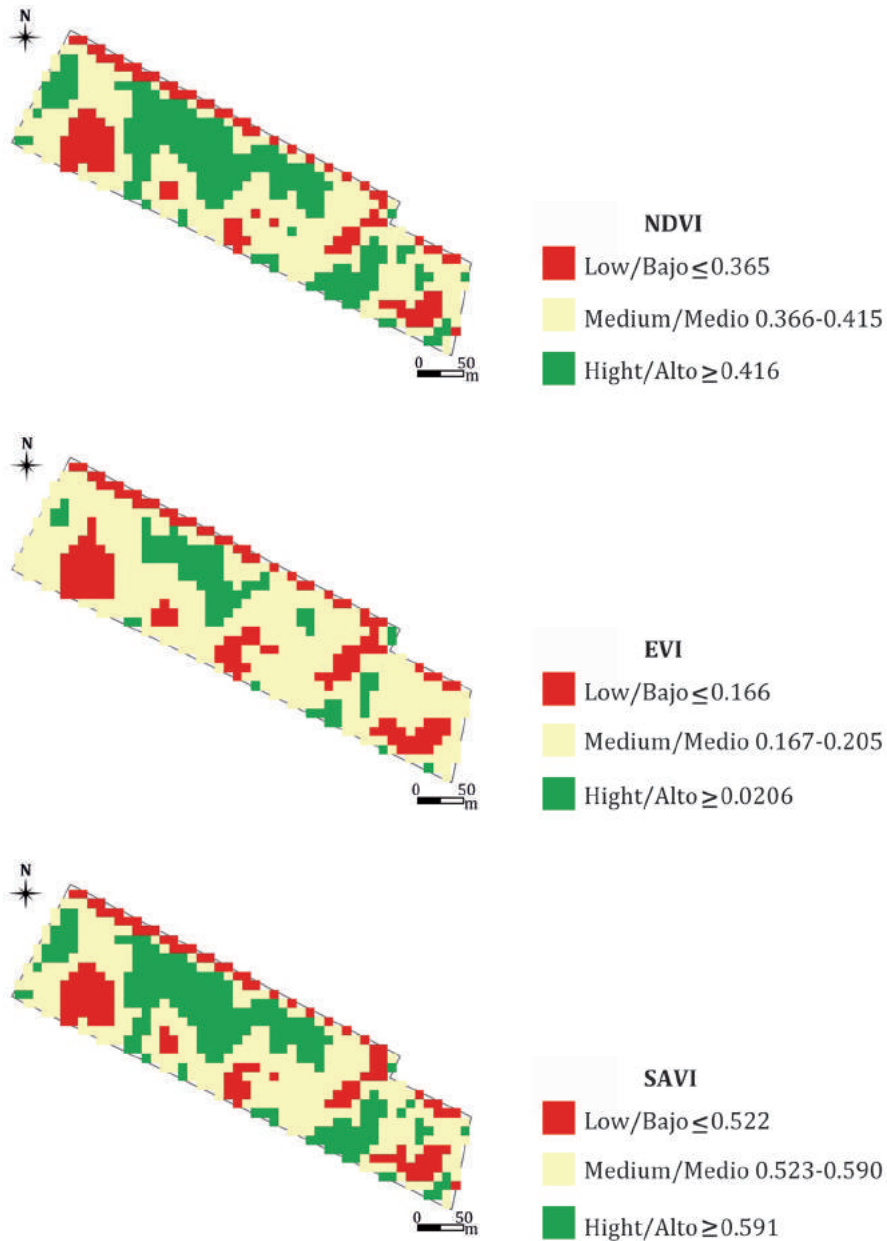 N
NDVI
Low/Bajo ≤0.365
Medium/Medio 0.366-0.415
Hight/Alto ≥0.416
0 50
m
N
EVI
Low/Bajo ≤0.166
Medium/Medio 0.167-0.205
Hight/Alto ≥0.0206
0 50
m
N
SAVI
Low/Bajo ≤0.522
Medium/Medio 0.523-0.590
Hight/Alto ≥0.591
0 50
m